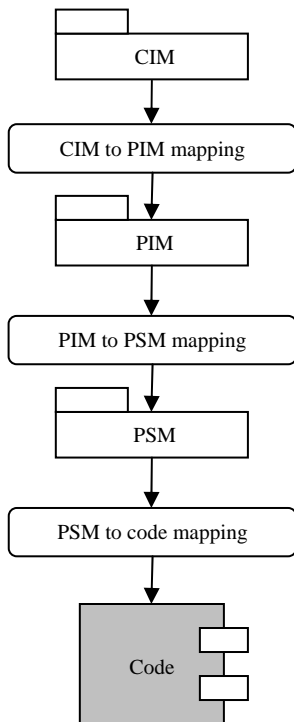 CIM
CIM to PIM mapping
PIM
PIM to PSM mapping
PSM
PSM to code mapping
Code